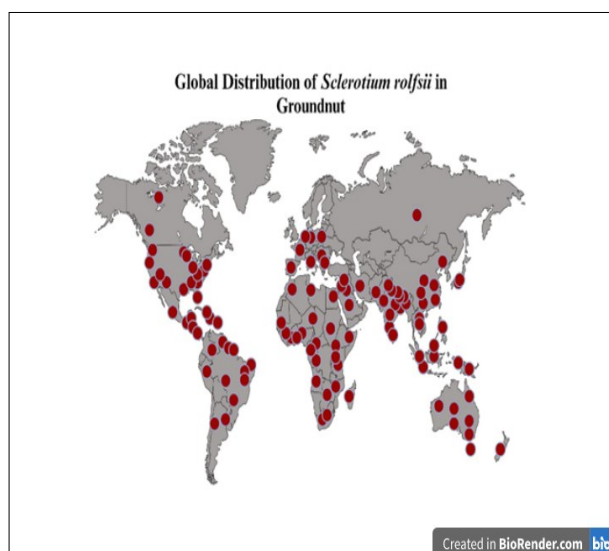 Global Distribution of Sclerotium rolfsii in
Groundnut
Created in BioRender.com